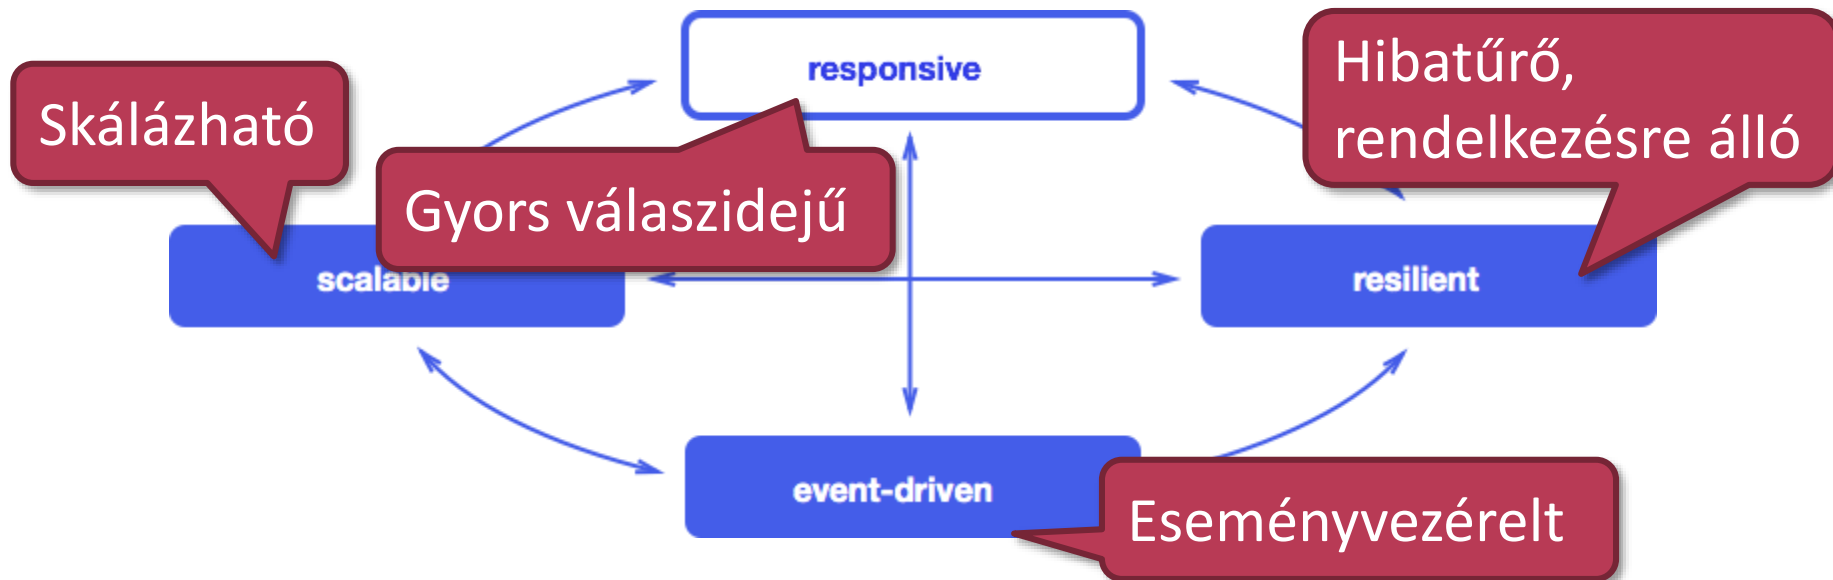 responsive
Hibatűrő,
rendelkezésre álló
Skálázható
Gyors válaszidejű
scalable
resilient
event-driven
Eseményvezérelt